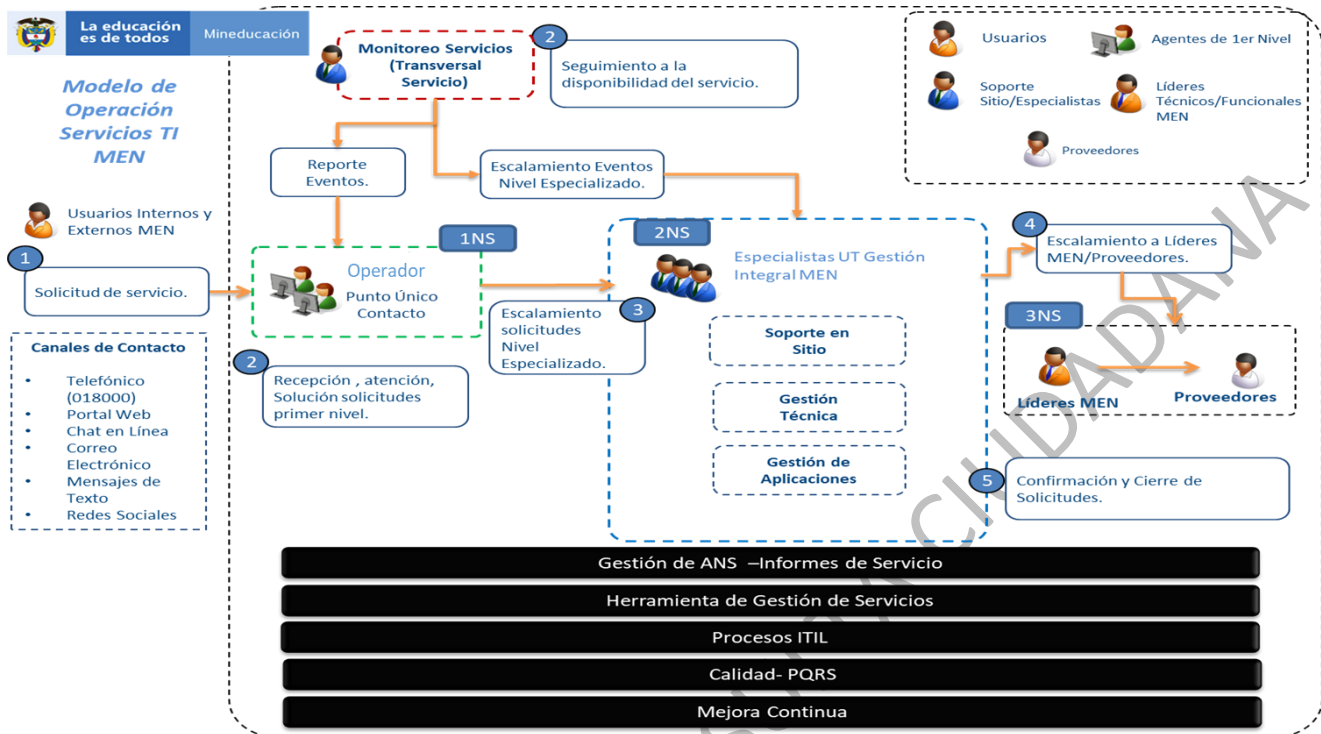 La educación
es de todos
Mineducación
Modelo de
Operación
Servicios TI
MEN
Monitoreo Servicios
(Transversal
Servicio)
2
Seguimiento a la
disponibilidad del servicio.
Usuarios
Agentes de 1er Nivel
Soporte
Sitio/Especialistas
Líderes
Técnicos/Funcionales
MEN
Proveedores
Reporte
Eventos.
Escalamiento Eventos
Nivel Especializado.
Usuarios Internos y
Externos MEN
1
Solicitud de servicio.
1NS
Operador
Punto Único
Contacto
2
Recepción , atención,
Solución solicitudes
primer nivel.
3
Escalamiento
solicitudes
Nivel
Especializado.
2NS
Especialistas UT Gestión
Integral MEN
Soporte en
Sitio
Gestión
Técnica
Gestión de
Aplicaciones
4
Escalamiento a Líderes
MEN/Proveedores.
3NS
Líderes MEN
Proveedores
5
Confirmación y Cierre de
Solicitudes.
Canales de Contacto
• Telefónico
(018000)
• Portal Web
• Chat en Línea
• Correo
Electrónico
• Mensajes de
Texto
• Redes Sociales
Gestión de ANS –Informes de Servicio
Herramienta de Gestión de Servicios
Procesos ITIL
Calidad- PQRS
Mejora Continua
CIUDADANA